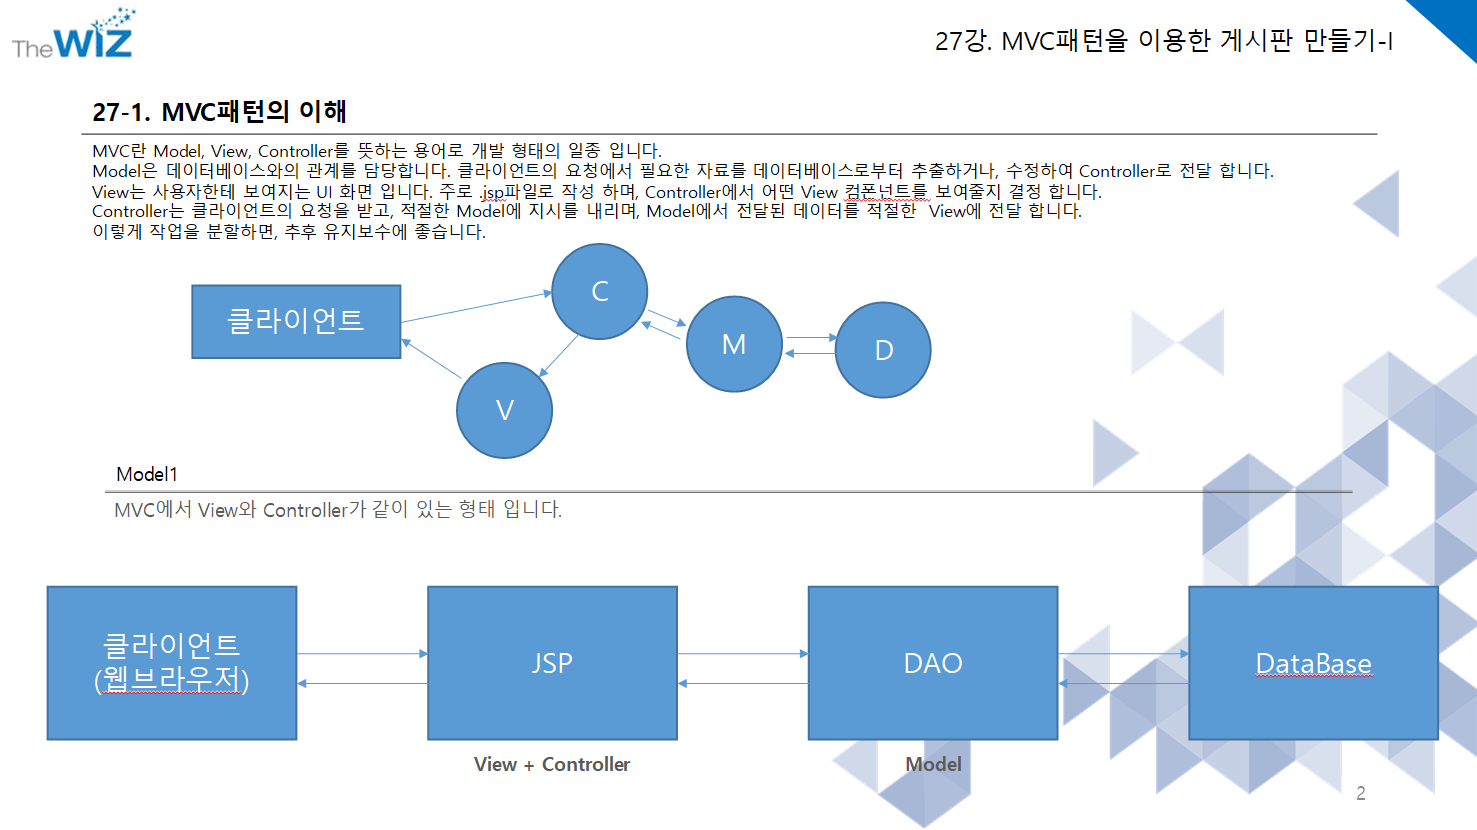 The WIZ
27강. MVC패턴을 이용한 게시판 만들기-I
27-1. MVC패턴의 이해
MVC란 Model, View, Controller를 뜻하는 용어로 개발 형태의 일종 입니다.
Model은 데이터베이스와의 관계를 담당합니다. 클라이언트의 요청에서 필요한 자료를 데이터베이스로부터 추출하거나, 수정하여 Controller로 전달 합니다.
View는 사용자한테 보여지는 UI 화면 입니다. 주로 .jsp파일로 작성 하며, Controller에서 어떤 View 컴폰넌트를 보여줄지 결정 합니다.
Controller는 클라이언트의 요청을 받고, 적절한 Model에 지시를 내리며, Model에서 전달된 데이터를 적절한 View에 전달 합니다.
이렇게 작업을 분할하면, 추후 유지보수에 좋습니다.
클라이언트
C
M
D
V
Model1
MVC에서 View와 Controller가 같이 있는 형태 입니다.
클라이언트
(웹브라우저)
JSP
DAO
DataBase
View + Controller
Model
2